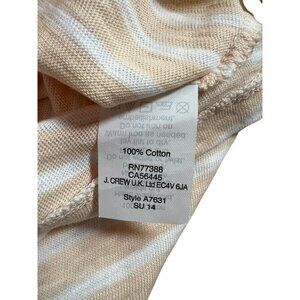 100% Cotton
RN77388
CA56445
J. CREW U.K. Ltd EC4V 6JA
Style A7631
SU 14